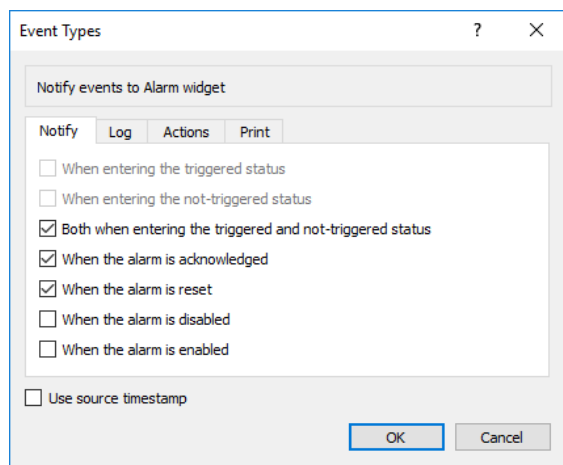 Event Types ?
Notify events to Alarm widget
Notify Log Actions Print
When entering the triggered status
When entering the not-triggered status
Both when entering the triggered and not-triggered status
When the alarm is acknowledged
When the alarm is reset
When the alarm is disabled
When the alarm is enabled
Use source timestamp
OK Cancel